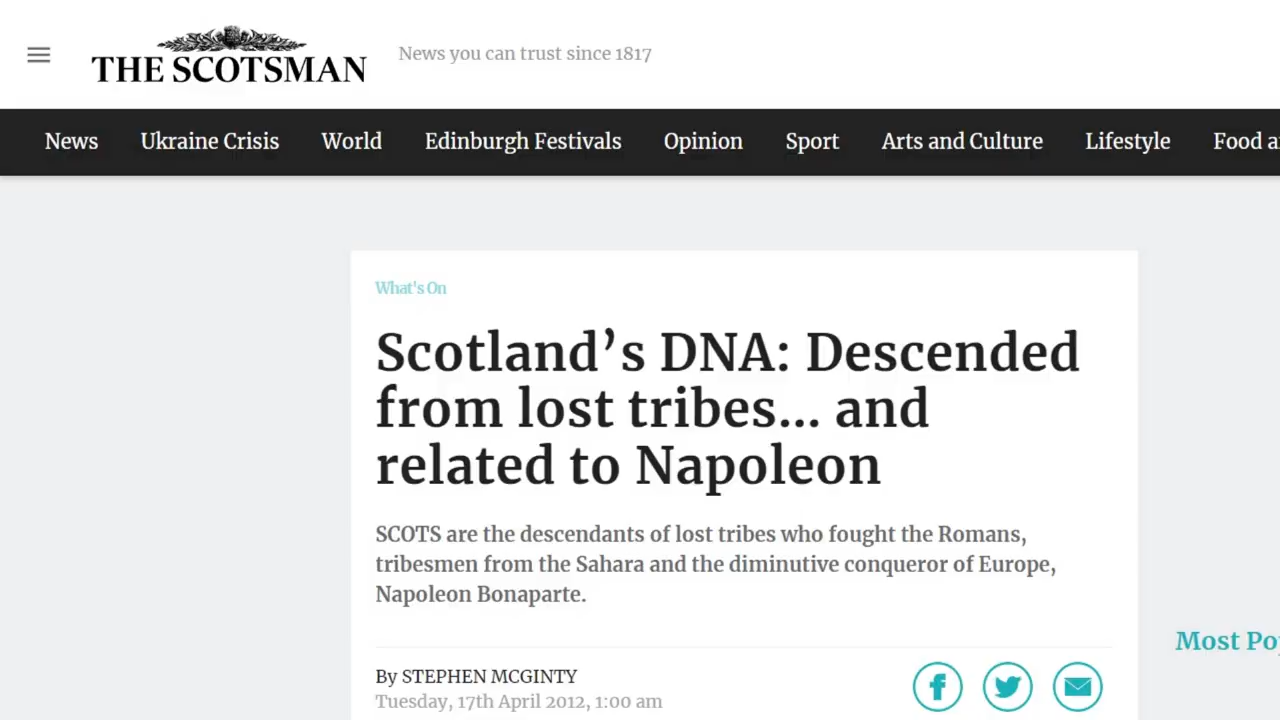 THE SCOTSMAN
News you can trust since 1817
News Ukraine Crisis World Edinburgh Festivals Opinion Sport Arts and Culture Lifestyle Food
What's On
Scotland’s DNA: Descended
from lost tribes... and
related to Napoleon
SCOTS are the descendants of lost tribes who fought the Romans,
tribesmen from the Sahara and the diminutive conqueror of Europe,
Napoleon Bonaparte.
Most
By STEPHEN MCGINTY
Tuesday, 17th April 2012, 1:00 am